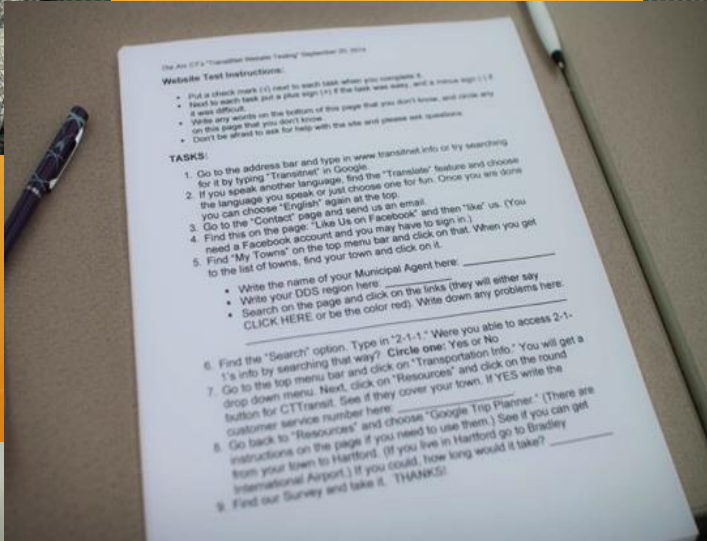 The Arc CT's "TransitNet Website Testing" September 20, 2014
Website Test Instructions:
• Put a check mark (√) next to each task when you complete it.
• Next to each task put a plus sign (+) if the task was easy, and a minus sign (-) if
it was difficult.
• Write any words on the bottom of this page that you don't know, and circle any
on this page that you don't know.
• Don't be afraid to ask for help with the site and please ask questions.
TASKS:
1. Go to the address bar and type in www.transitnet.info or try searching
for it by typing "Transitnet" in Google.
2. If you speak another language, find the "Translate" feature and choose
the language you speak or just choose one for fun. Once you are done
you can choose "English" again at the top.
3. Go to the "Contact" page and send us an email.
4. Find this on the page: "Like Us on Facebook" and then "like" us. (You
need a Facebook account and you may have to sign in.)
5. Find "My Towns" on the top menu bar and click on that. When you get
to the list of towns, find your town and click on it.
• Write the name of your Municipal Agent here:
• Write your DDS region here:
• Search on the page and click on the links (they will either say
CLICK HERE or be the color red). Write down any problems here:
6. Find the "Search" option. Type in "2-1-1." Were you able to access 2-1-
1's info by searching that way? Circle one: Yes or No
7. Go to the top menu bar and click on "Transportation Info." You will get a
drop down menu. Next, click on "Resources" and click on the round
button for CTTransit. See if they cover your town. If YES write the
customer service number here:
8. Go back to "Resources" and choose "Google Trip Planner." (There are
instructions on the page if you need to use them.) See if you can get
from your town to Hartford. (If you live in Hartford go to Bradley
International Airport.) If you could, how long would it take?
9. Find our Survey and take it. THANKS!